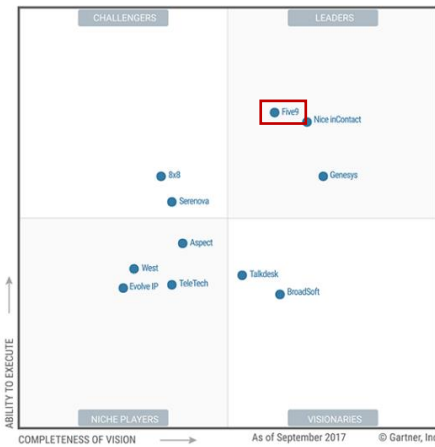 CHALLENGERS
LEADERS
Five9
Nice inContact
8x8
Genesys
Serenova
Aspect
West
Talkdesk
TeleTech
Evolve IP
BroadSoft
ABILITY TO EXECUTE
NICHE PLAYERS
VISIONARIES
COMPLETENESS OF VISION
As of September 2017
© Gartner, Inc